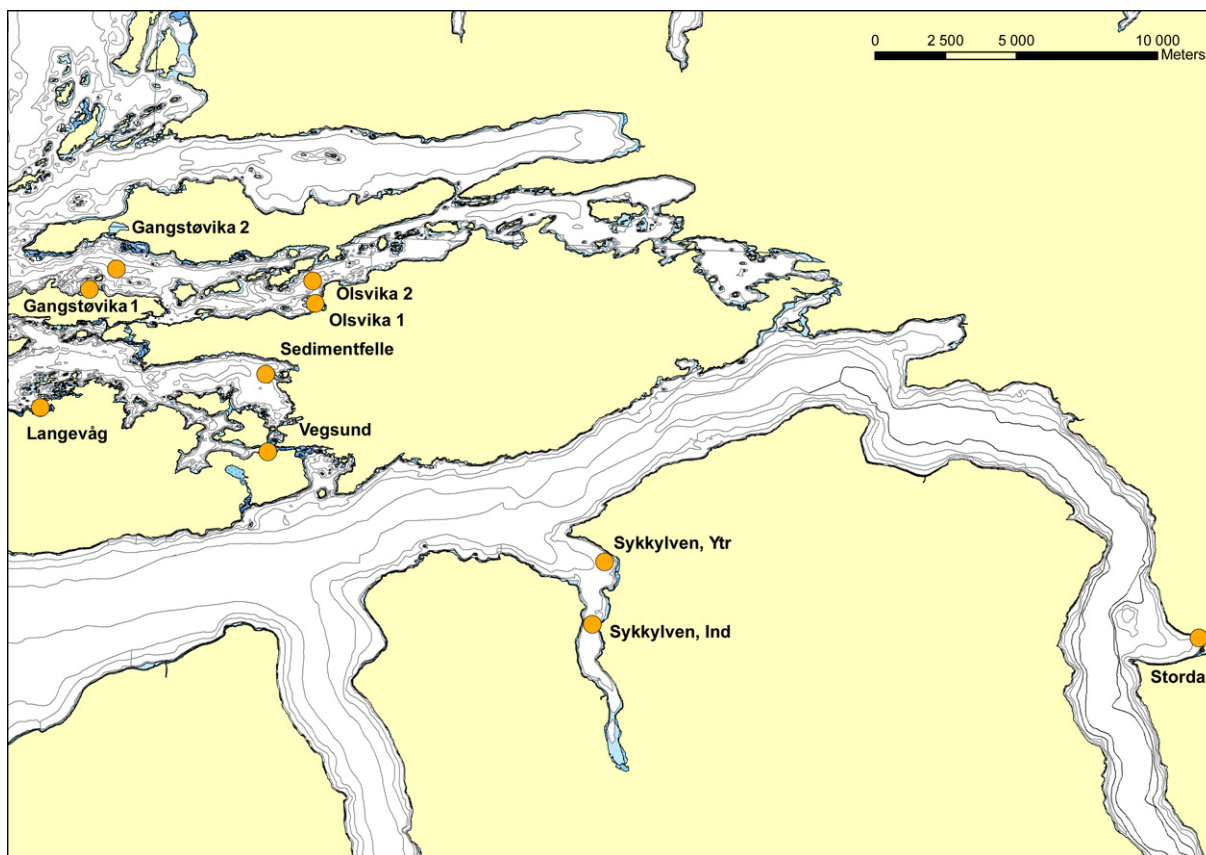 0 2 500 5 000 10 000
Meters
Gangstøvika 2
Gangstøvika 1
Olsvika 2
Olsvika 1
Sedimentfelle
Langevåg
Vegsund
Sykkylven, Ytr
Sykkylven, Ind
Storda